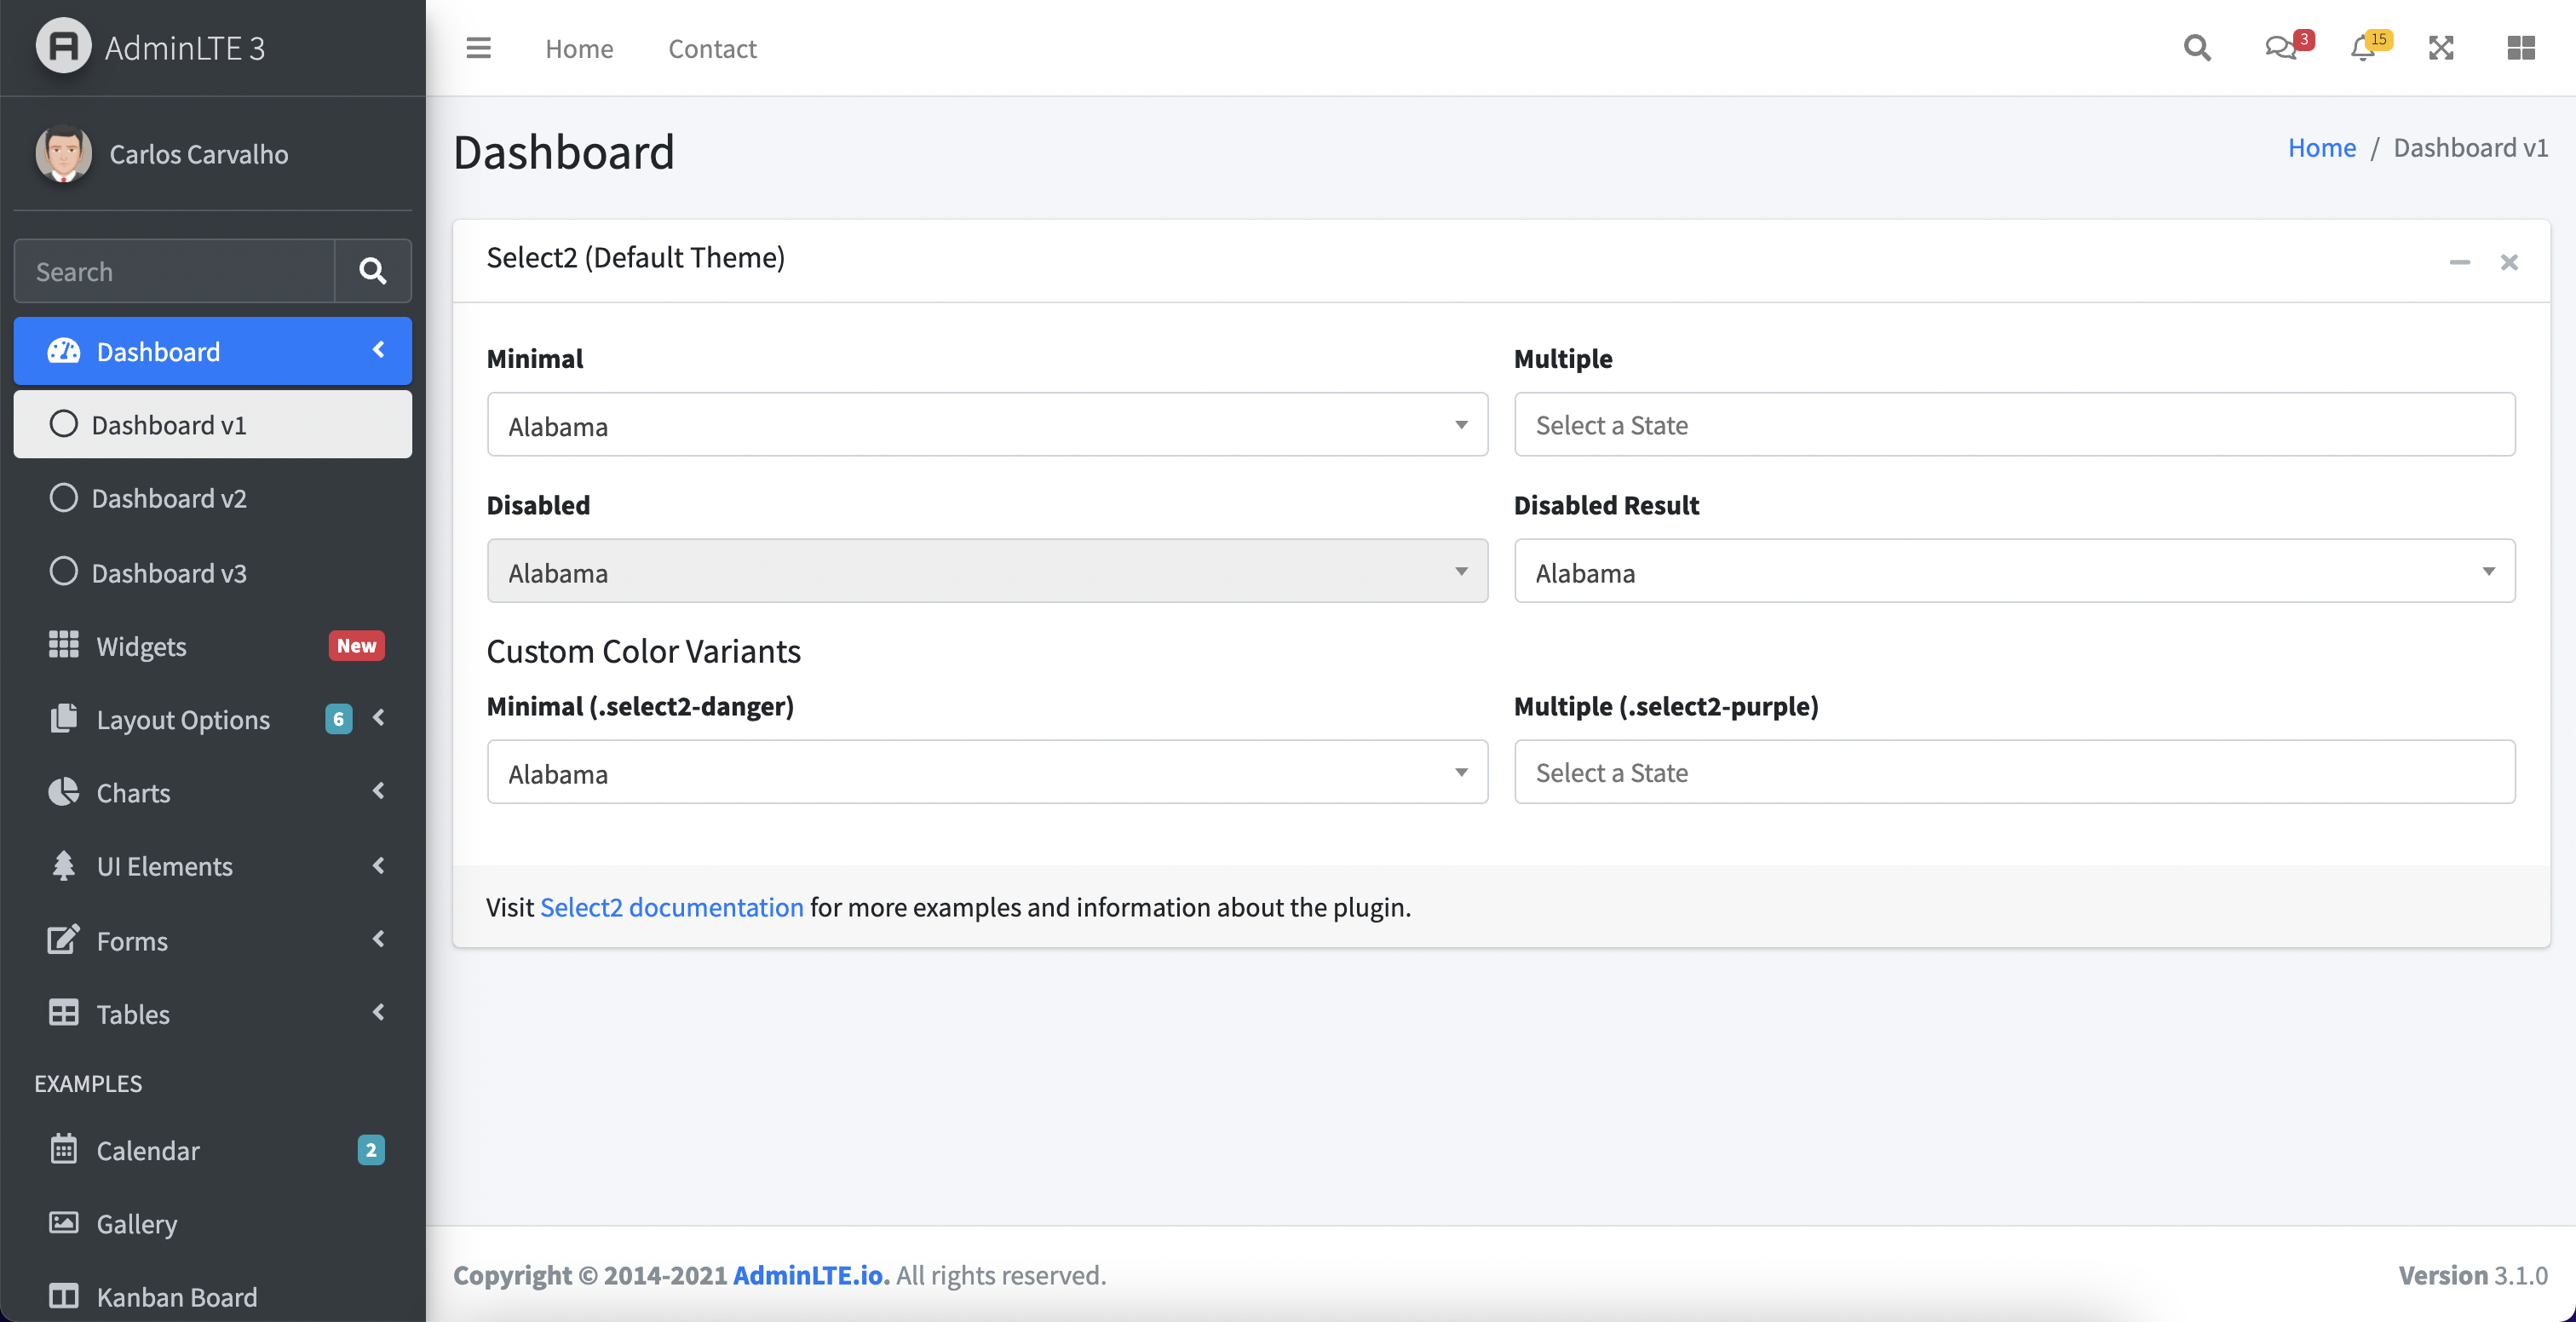 AdminLTE 3
Home
Contact
3
15
Carlos Carvalho
Search
Dashboard
Dashboard v1
Dashboard v2
Dashboard v3
Widgets
New
Layout Options
6
Charts
UI Elements
Forms
Tables
EXAMPLES
Calendar
2
Gallery
Kanban Board
Dashboard
Home / Dashboard v1
Select2 (Default Theme)
Minimal
Alabama
Multiple
Select a State
Disabled
Alabama
Disabled Result
Alabama
Custom Color Variants
Minimal (.select2-danger)
Alabama
Multiple (.select2-purple)
Select a State
Visit Select2 documentation for more examples and information about the plugin.
Copyright © 2014-2021 AdminLTE.io. All rights reserved.
Version 3.1.0